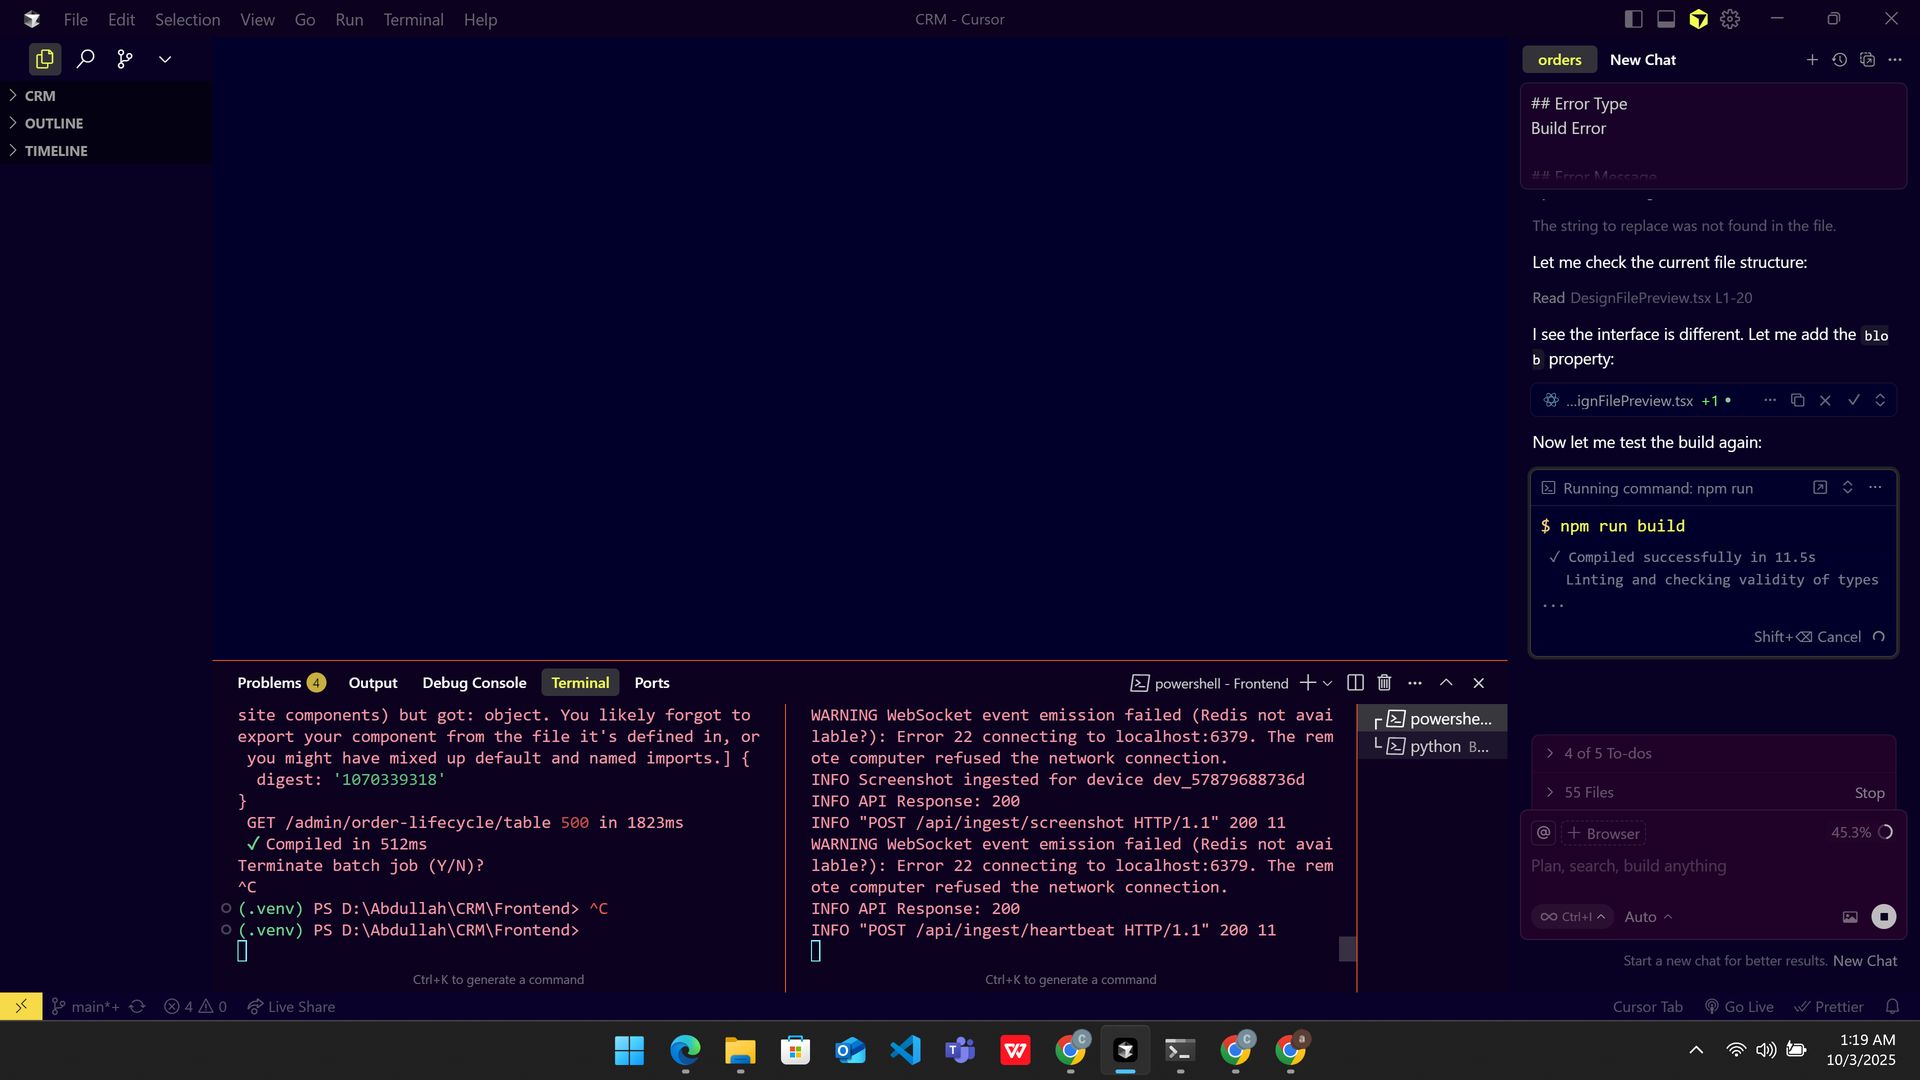 File Edit Selection View Go Run Terminal Help
CRM - Cursor
CRM
OUTLINE
TIMELINE
orders New Chat
## Error Type
Build Error
## Error Message
The string to replace was not found in the file.
Let me check the current file structure:
Read DesignFilePreview.tsx L1-20
I see the interface is different. Let me add the blo
b property:
...ignFilePreview.tsx +1
Now let me test the build again:
Running command: npm run
$ npm run build
✓ Compiled successfully in 11.5s
Linting and checking validity of types
...
Shift+⌫ Cancel
4 of 5 To-dos
55 Files Stop
@ + Browser 45.3%
Plan, search, build anything
∞ Ctrl+I Auto
Start a new chat for better results. New Chat
Problems 4 Output Debug Console Terminal Ports
powershell - Frontend
site components) but got: object. You likely forgot to
export your component from the file it's defined in, or
you might have mixed up default and named imports.] {
digest: '1070339318'
}
GET /admin/order-lifecycle/table 500 in 1823ms
✓ Compiled in 512ms
Terminate batch job (Y/N)?
^C
(.venv) PS D:\Abdullah\CRM\Frontend> ^C
(.venv) PS D:\Abdullah\CRM\Frontend>
Ctrl+K to generate a command
WARNING WebSocket event emission failed (Redis not avai
lable?): Error 22 connecting to localhost:6379. The rem
ote computer refused the network connection.
INFO Screenshot ingested for device dev_57879688736d
INFO API Response: 200
INFO "POST /api/ingest/screenshot HTTP/1.1" 200 11
WARNING WebSocket event emission failed (Redis not avai
lable?): Error 22 connecting to localhost:6379. The rem
ote computer refused the network connection.
INFO API Response: 200
INFO "POST /api/ingest/heartbeat HTTP/1.1" 200 11
Ctrl+K to generate a command
powershe...
python B...
main*+ 4 0 Live Share
Cursor Tab Go Live Prettier
1:19 AM
10/3/2025